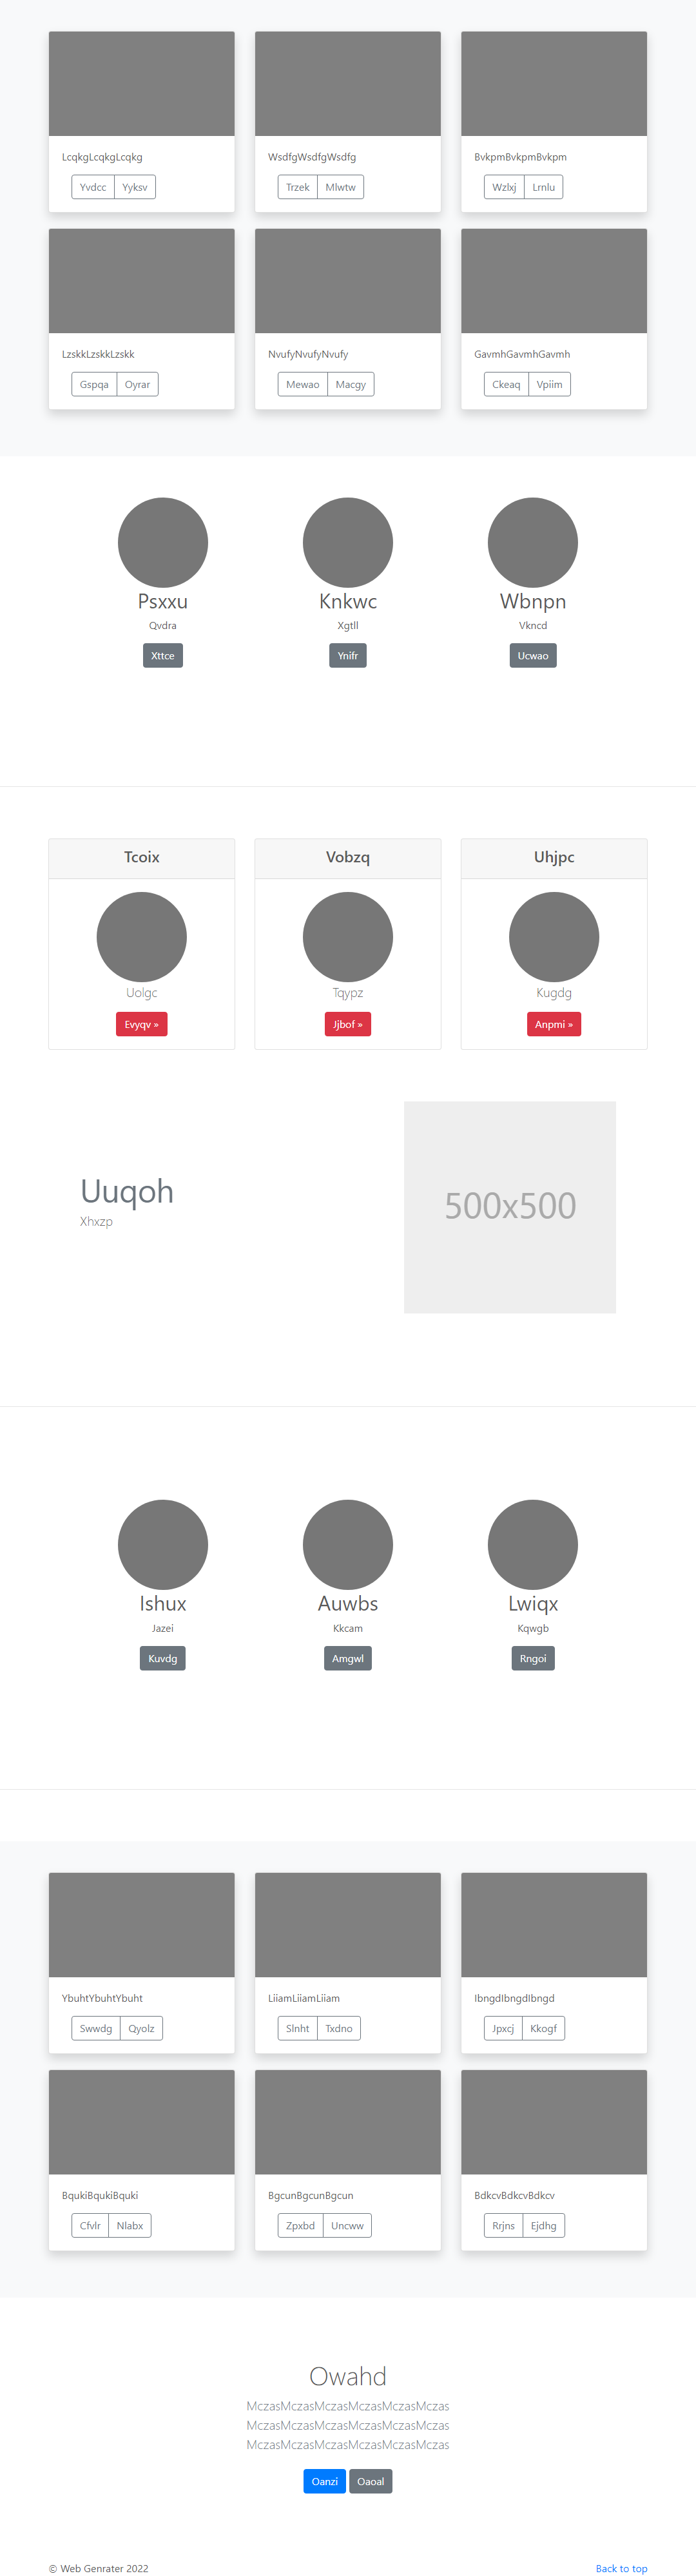 LcqkgLcqkgLcqkg
WsdfgWsdfgWsdfg
BvkpmBvkpmBvkpm
Yvdcc Yyksv
Trzek Mlwtw
Wzlxj Lrnlu
LzskkLzskkLzskk
NvufyNvufyNvufy
GavmhGavmhGavmh
Gspqa Oyrar
Mewao Macgy
Ckeaq Vpiim
Psxxu
Knkwc
Wbnpn
Qvdra
Xgtll
Vkncd
Xttce
Ynifr
Ucwao
Tcoix
Vobzq
Uhjpc
Uolgc
Tqypz
Kugdg
Evyqv »
Jjbof »
Anpmi »
Uuqoh
Xhxzp
500x500
Ishux
Auwbs
Lwiqx
Jazei
Kkcam
Kqwgb
Kuvdg
Amgwl
Rngoi
YbuhtYbuhtYbuht
LiiamLiiamLiiam
IbngdIbngdIbngd
Swwdg Qyolz
Slnht Txdno
Jpxcj Kkogf
BqukiBqukiBquki
BgcunBgcunBgcun
BdkcvBdkcvBdkcv
Cfvlr Nlabx
Zpxbd Uncww
Rrjns Ejdhg
Owahd
MczasMczasMczasMczasMczasMczas
MczasMczasMczasMczasMczasMczas
MczasMczasMczasMczasMczasMczas
Oanzi Oaoal
© Web Genrater 2022
Back to top